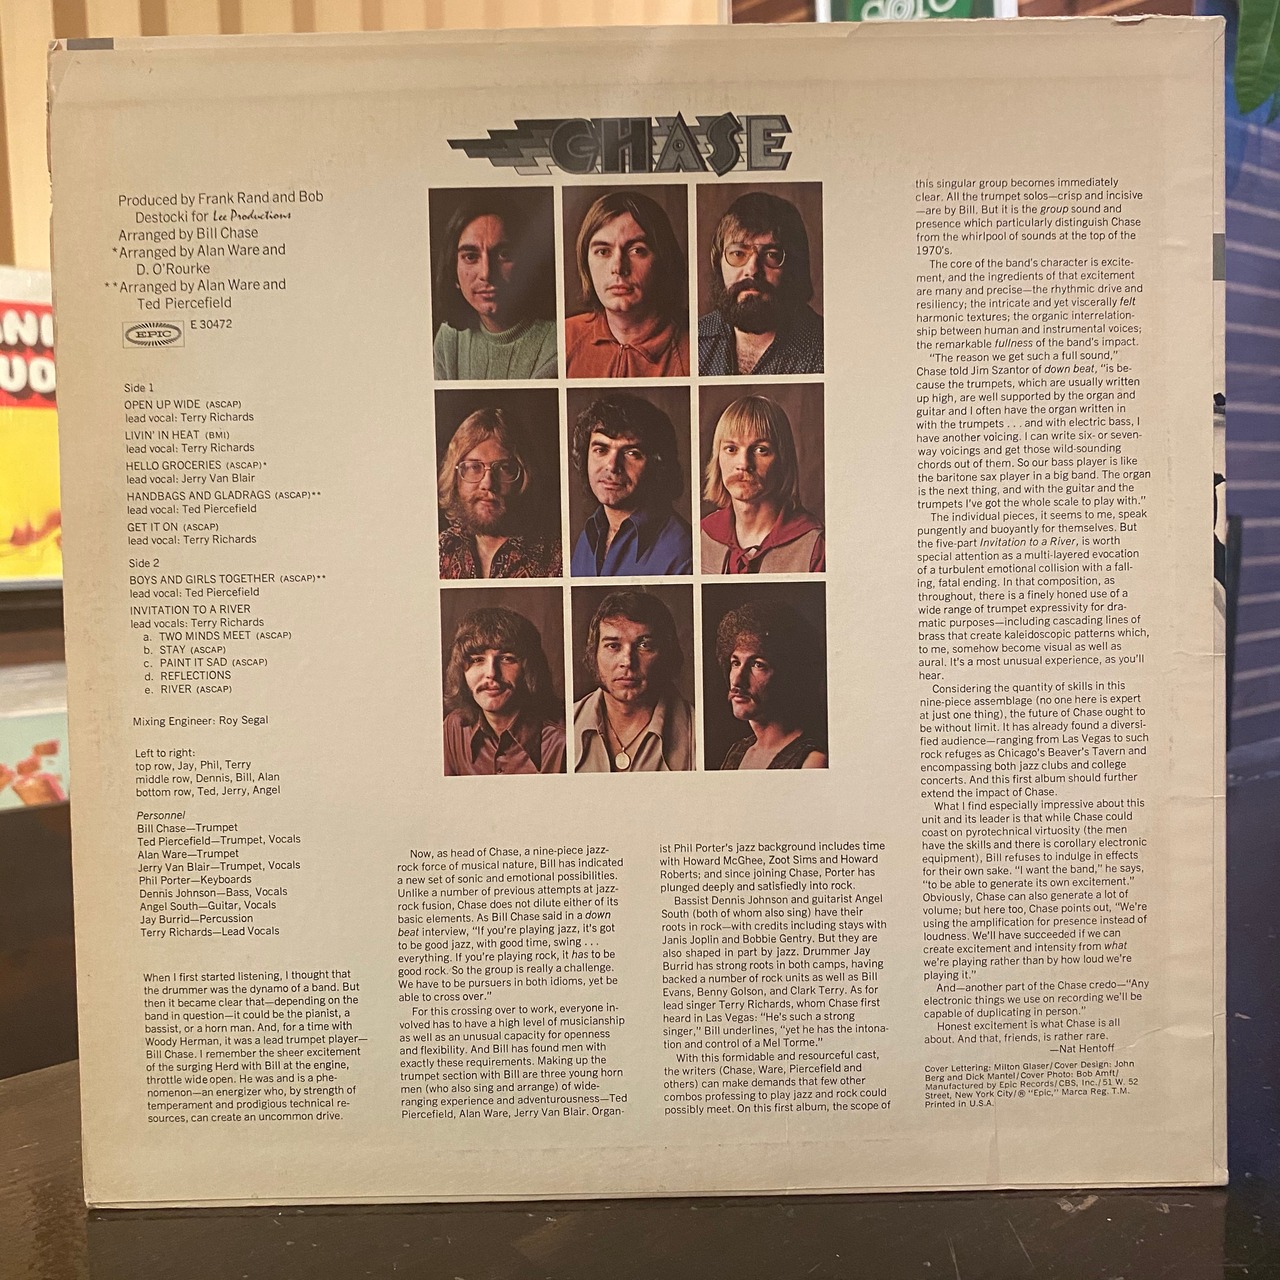 CHASE
Produced by Frank Rand and Bob
Destocki for Lee Productions
Arranged by Bill Chase
*Arranged by Alan Ware and
D. O'Rourke
**Arranged by Alan Ware and
Ted Piercefield
EPIC E 30472
Side 1
OPEN UP WIDE (ASCAP)
lead vocal: Terry Richards
LIVIN' IN HEAT (BMI)
lead vocal: Terry Richards
HELLO GROCERIES (ASCAP)*
lead vocal: Jerry Van Blair
HANDBAGS AND GLADRAGS (ASCAP)**
lead vocal: Ted Piercefield
GET IT ON (ASCAP)
lead vocal: Terry Richards
Side 2
BOYS AND GIRLS TOGETHER (ASCAP)**
lead vocal: Ted Piercefield
INVITATION TO A RIVER
lead vocals: Terry Richards
a. TWO MINDS MEET (ASCAP)
b. STAY (ASCAP)
c. PAINT IT SAD (ASCAP)
d. REFLECTIONS
e. RIVER (ASCAP)
Mixing Engineer: Roy Segal
Left to right:
top row, Jay, Phil, Terry
middle row, Dennis, Bill, Alan
bottom row, Ted, Jerry, Angel
Personnel
Bill Chase—Trumpet
Ted Piercefield—Trumpet, Vocals
Alan Ware—Trumpet
Jerry Van Blair—Trumpet, Vocals
Phil Porter—Keyboards
Dennis Johnson—Bass, Vocals
Angel South—Guitar, Vocals
Jay Burrid—Percussion
Terry Richards—Lead Vocals
When I first started listening, I thought that
the drummer was the dynamo of a band. But
then it became clear that—depending on the
band in question—it could be the pianist, a
bassist, or a horn man. And, for a time with
Woody Herman, it was a lead trumpet player—
Bill Chase. I remember the sheer excitement
of the surging Herd with Bill at the engine,
throttle wide open. He was and is a phe-
nomenon—an energizer who, by strength of
temperament and prodigious technical re-
sources, can create an uncommon drive.
Now, as head of Chase, a nine-piece jazz-
rock force of musical nature, Bill has indicated
a new set of sonic and emotional possibilities.
Unlike a number of previous attempts at jazz-
rock fusion, Chase does not dilute either of its
basic elements. As Bill Chase said in a down
beat interview, "If you're playing jazz, it's got
to be good jazz, with good time, swing . . .
everything. If you're playing rock, it has to be
good rock. So the group is really a challenge.
We have to be pursuers in both idioms, yet be
able to cross over."
For this crossing over to work, everyone in-
volved has to have a high level of musicianship
as well as an unusual capacity for openness
and flexibility. And Bill has found men with
exactly these requirements. Making up the
trumpet section with Bill are three young horn
men (who also sing and arrange) of wide-
ranging experience and adventurousness—Ted
Piercefield, Alan Ware, Jerry Van Blair. Organ-
ist Phil Porter's jazz background includes time
with Howard McGhee, Zoot Sims and Howard
Roberts; and since joining Chase, Porter has
plunged deeply and satisfiedly into rock.
Bassist Dennis Johnson and guitarist Angel
South (both of whom also sing) have their
roots in rock—with credits including stays with
Janis Joplin and Bobbie Gentry. But they are
also shaped in part by jazz. Drummer Jay
Burrid has strong roots in both camps, having
backed a number of rock units as well as Bill
Evans, Benny Golson, and Clark Terry. As for
lead singer Terry Richards, whom Chase first
heard in Las Vegas: "He's such a strong
singer," Bill underlines, "yet he has the intona-
tion and control of a Mel Torme."
With this formidable and resourceful cast,
the writers (Chase, Ware, Piercefield and
others) can make demands that few other
combos professing to play jazz and rock could
possibly meet. On this first album, the scope of
this singular group becomes immediately
clear. All the trumpet solos—crisp and incisive
—are by Bill. But it is the group sound and
presence which particularly distinguish Chase
from the whirlpool of sounds at the top of the
1970's.
The core of the band's character is excite-
ment, and the ingredients of that excitement
are many and precise—the rhythmic drive and
resiliency; the intricate and yet viscerally felt
harmonic textures; the organic interrelation-
ship between human and instrumental voices;
the remarkable fullness of the band's impact.
"The reason we get such a full sound,"
Chase told Jim Szantor of down beat, "is be-
cause the trumpets, which are usually written
up high, are well supported by the organ and
guitar and I often have the organ written in
with the trumpets . . . and with electric bass, I
have another voicing. I can write six- or seven-
way voicings and get those wild-sounding
chords out of them. So our bass player is like
the baritone sax player in a big band. The organ
is the next thing, and with the guitar and the
trumpets I've got the whole scale to play with."
The individual pieces, it seems to me, speak
pungently and buoyantly for themselves. But
the five-part Invitation to a River, is worth
special attention as a multi-layered evocation
of a turbulent emotional collision with a fall-
ing, fatal ending. In that composition, as
throughout, there is a finely honed use of a
wide range of trumpet expressivity for dra-
matic purposes—including cascading lines of
brass that create kaleidoscopic patterns which,
to me, somehow become visual as well as
aural. It's a most unusual experience, as you'll
hear.
Considering the quantity of skills in this
nine-piece assemblage (no one here is expert
at just one thing), the future of Chase ought to
be without limit. It has already found a diversi-
fied audience—ranging from Las Vegas to such
rock refuges as Chicago's Beaver's Tavern and
encompassing both jazz clubs and college
concerts. And this first album should further
extend the impact of Chase.
What I find especially impressive about this
unit and its leader is that while Chase could
coast on pyrotechnical virtuosity (the men
have the skills and there is corollary electronic
equipment), Bill refuses to indulge in effects
for their own sake. "I want the band," he says,
"to be able to generate its own excitement."
Obviously, Chase can also generate a lot of
volume; but here too, Chase points out, "We're
using the amplification for presence instead of
loudness. We'll have succeeded if we can
create excitement and intensity from what
we're playing rather than by how loud we're
playing it."
And—another part of the Chase credo—"Any
electronic things we use on recording we'll be
capable of duplicating in person."
Honest excitement is what Chase is all
about. And that, friends, is rather rare.
—Nat Hentoff
Cover Lettering: Milton Glaser/Cover Design: John
Berg and Dick Mantel/Cover Photo: Bob Amft/
Manufactured by Epic Records/CBS, Inc./51 W. 52
Street, New York City/® "Epic," Marca Reg. T.M.
Printed in U.S.A.